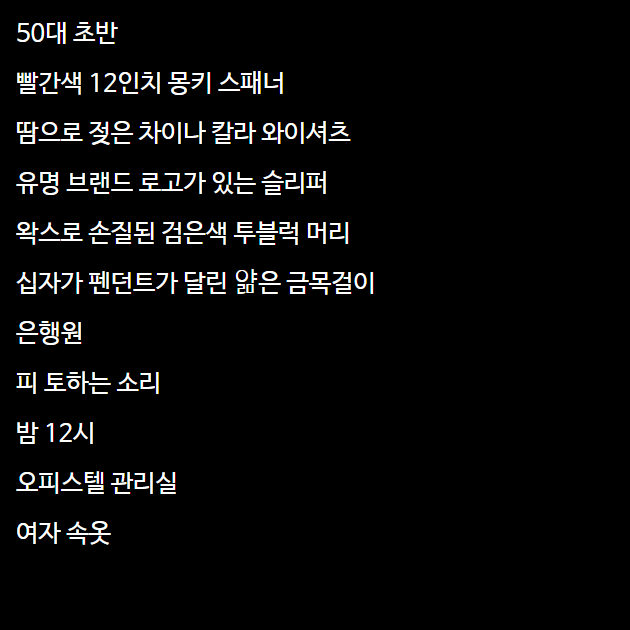 50대 초반
빨간색 12인치 몽키 스패너
땀으로 젖은 차이나 칼라 와이셔츠
유명 브랜드 로고가 있는 슬리퍼
왁스로 손질된 검은색 투블럭 머리
십자가 펜던트가 달린 얆은 금목걸이
은행원
피 토하는 소리
밤 12시
오피스텔 관리실
여자 속옷